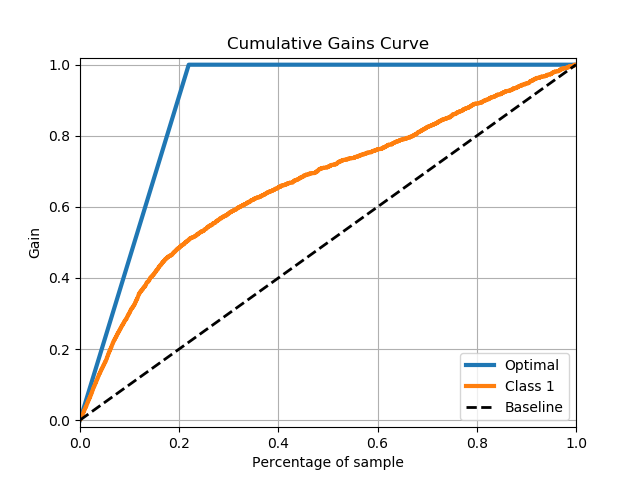 Cumulative Gains Curve
Gain
1.0
0.8
0.6
0.4
0.2
0.0
0.0 0.2 0.4 0.6 0.8 1.0
Percentage of sample
Optimal
Class 1
Baseline